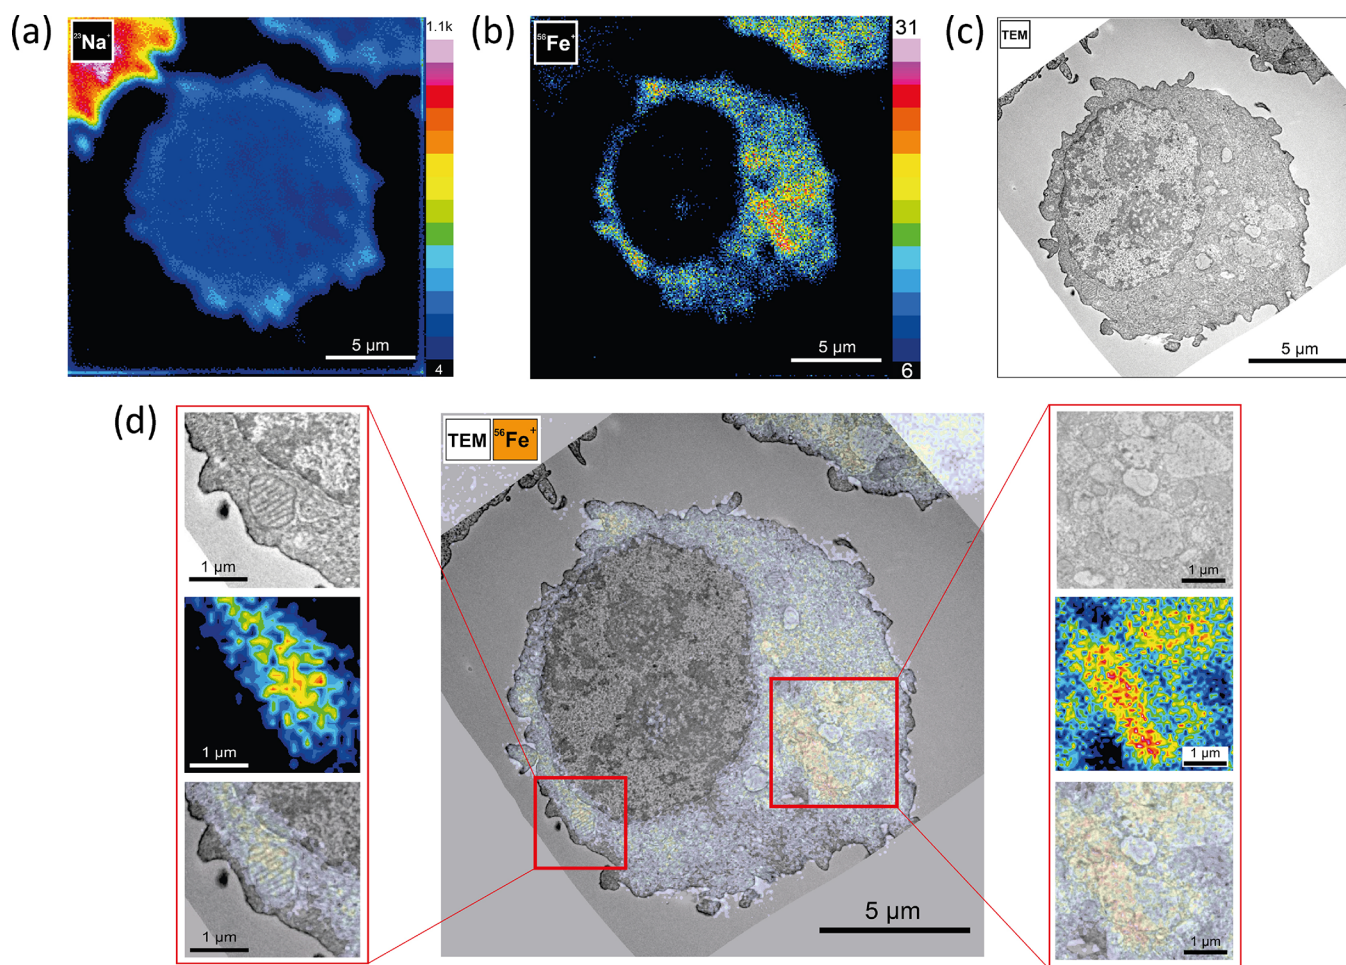 (a)
²³Na⁺
1.1k
4
5 µm
(b)
⁵⁶Fe⁺
31
6
5 µm
(c)
TEM
5 µm
(d)
1 µm
1 µm
1 µm
TEM
⁵⁶Fe⁺
5 µm
1 µm
1 µm
1 µm